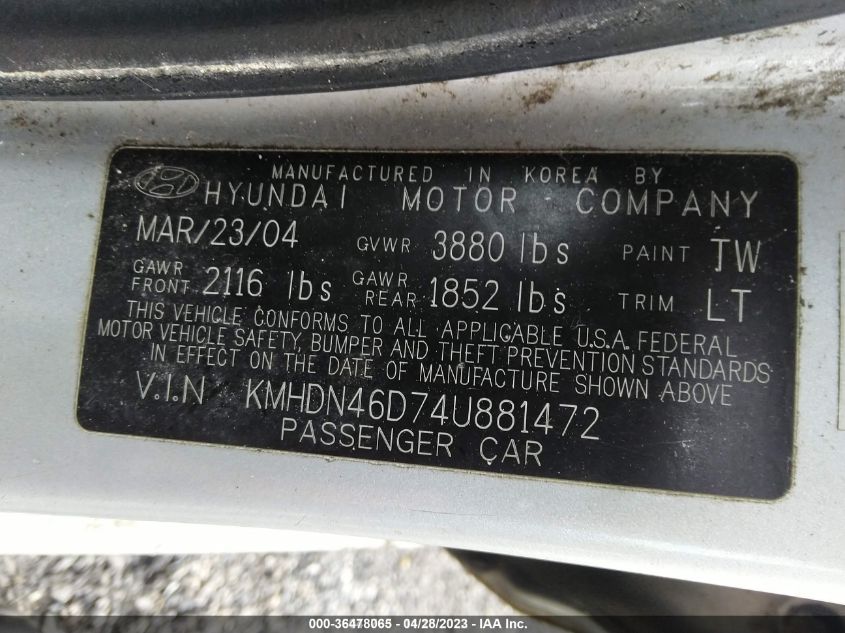 MANUFACTURED IN KOREA BY
HYUNDAI MOTOR COMPANY
MAR/23/04 GVWR 3880 lbs PAINT TW
GAWR FRONT 2116 lbs GAWR REAR 1852 lbs TRIM LT
THIS VEHICLE CONFORMS TO ALL APPLICABLE U.S.A. FEDERAL
MOTOR VEHICLE SAFETY, BUMPER AND THEFT PREVENTION STANDARDS
IN EFFECT ON THE DATE OF MANUFACTURE SHOWN ABOVE
V.I.N KMHDN46D74U881472
PASSENGER CAR
000-36478065 - 04/28/2023 - © IAA Inc.